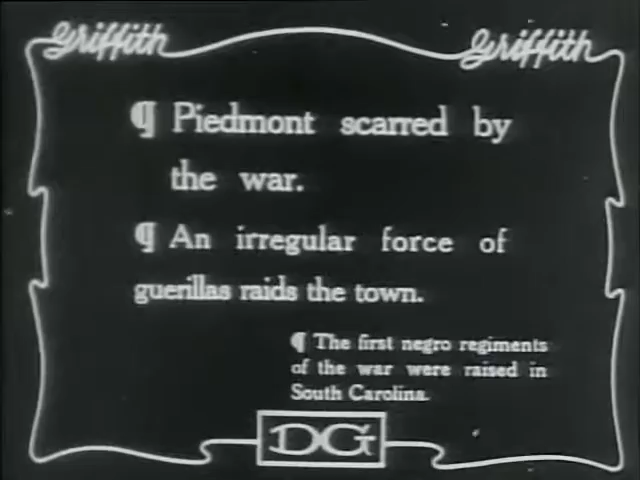 Griffith Griffith
¶ Piedmont scarred by
the war.
¶ An irregular force of
guerillas raids the town.
¶ The first negro regiments
of the war were raised in
South Carolina.
DG